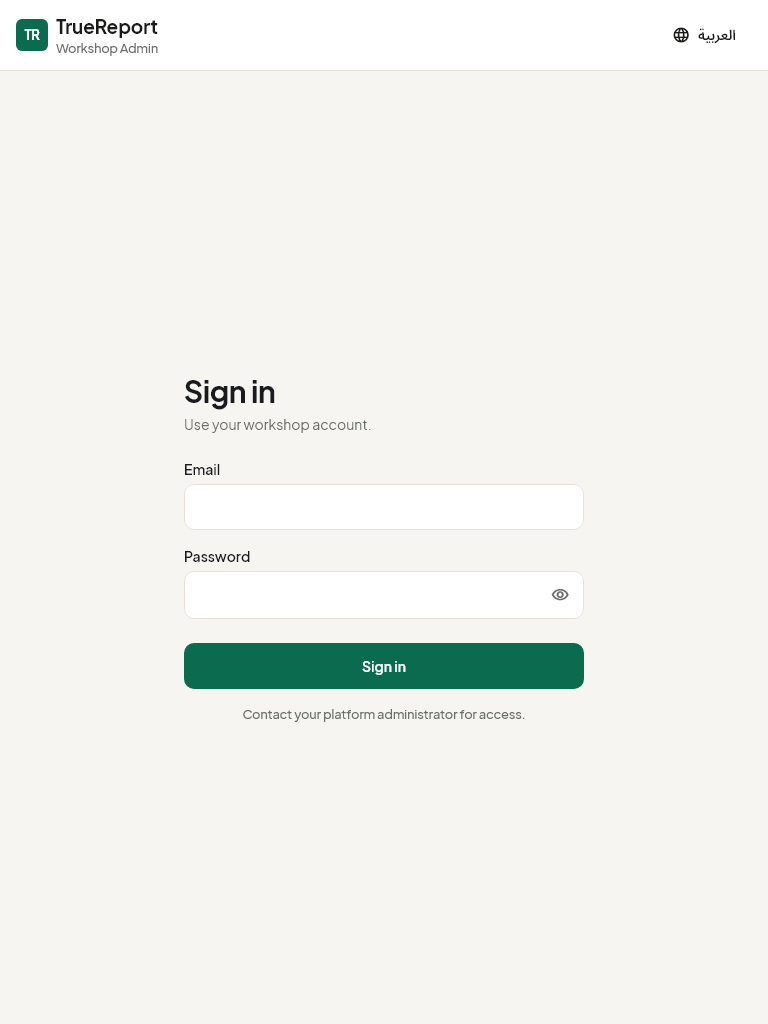 TR
TrueReport
Workshop Admin
العربية
Sign in
Use your workshop account.
Email
Password
Sign in
Contact your platform administrator for access.